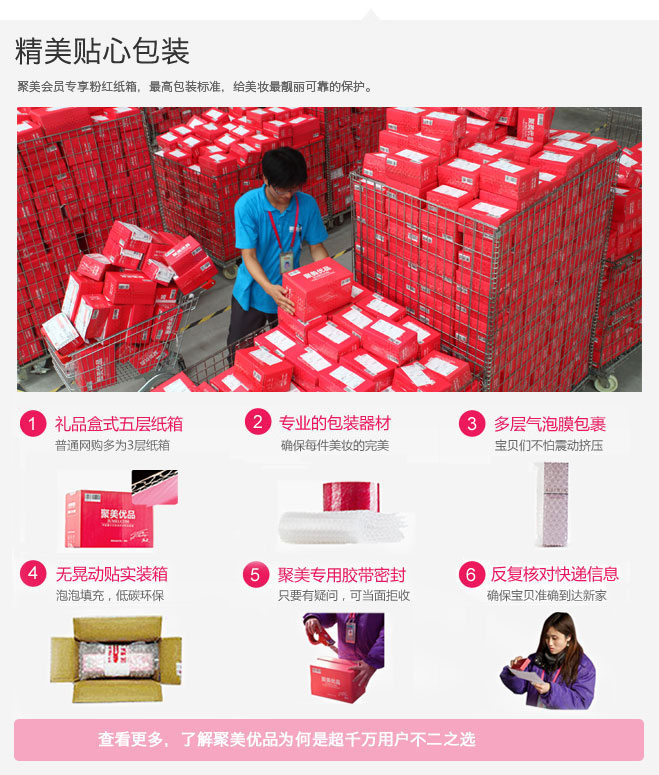 精美贴心包装
聚美会员专享粉红纸箱，最高包装标准，给美妆最靓丽可靠的保护。
聚美优品
1 礼品盒式五层纸箱
普通网购多为3层纸箱
2 专业的包装器材
确保每件美妆的完美
3 多层气泡膜包裹
宝贝们不怕震动挤压
聚美优品
JUMEI.COM
4 无晃动贴实装箱
泡泡填充，低碳环保
5 聚美专用胶带密封
只要有疑问，可当面拒收
6 反复核对快递信息
确保宝贝准确到达新家
聚美优品
查看更多，了解聚美优品为何是超千万用户不二之选